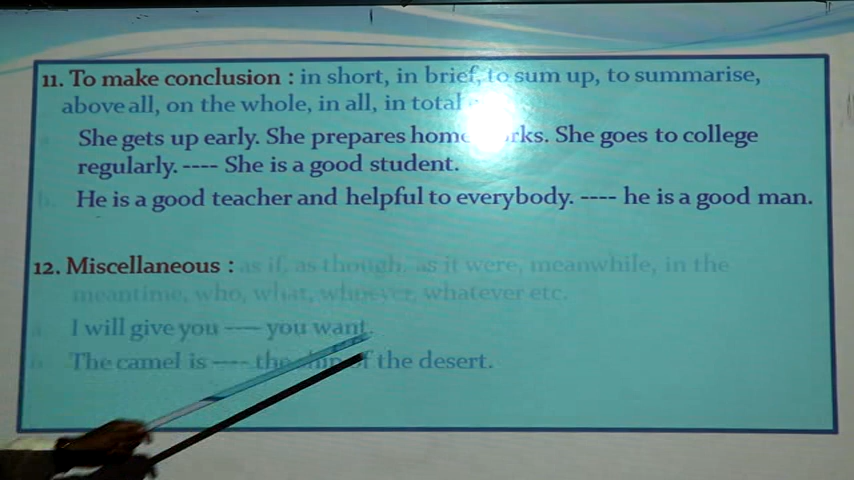 11. To make conclusion : in short, in brief, to sum up, to summarise,
above all, on the whole, in all, in total
She gets up early. She prepares home works. She goes to college
regularly. ---- She is a good student.
b. He is a good teacher and helpful to everybody. ---- he is a good man.
12. Miscellaneous : as if, as though, as it were, meanwhile, in the
meantime, who, what, whoever, whatever etc.
a. I will give you ---- you want.
b. The camel is ---- the ship of the desert.